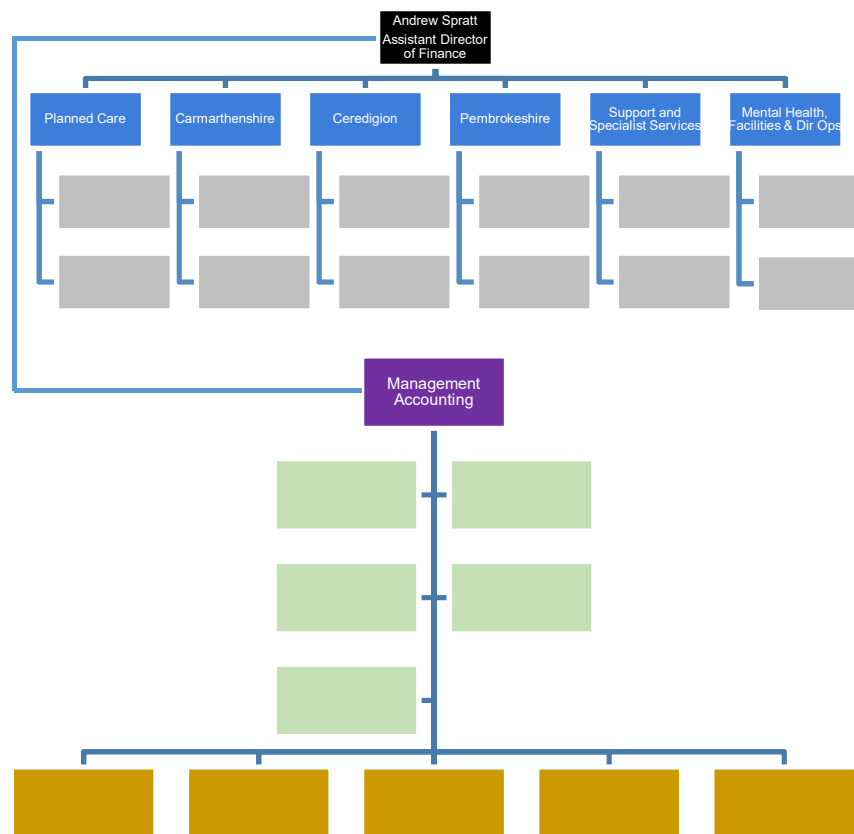 Andrew Spratt
Assistant Director
of Finance
Planned Care
Carmarthenshire
Ceredigion
Pembrokeshire
Support and
Specialist Services
Mental Health,
Facilities & Dir Ops
Management
Accounting